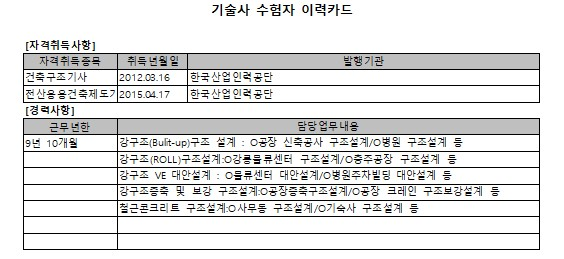 기술사 수험자 이력카드
[자격취득사항]
자격취득종목 취득년월일 발행기관
건축구조기사 2012.03.16 한국산업인력공단
전산응용건축제도기 2015.04.17 한국산업인력공단
[경력사항]
근무년한 담당업무내용
9년 10개월 강구조(Bulit-up)구조 설계 : O공장 신축공사 구조설계/O병원 구조설계 등
강구조(ROLL)구조설계:O강릉물류센터 구조설계/O충주공장 구조설계 등
강구조 VE 대안설계 : O물류센터 대안설계/O병원주차빌딩 대안설계 등
강구조증축 및 보강 구조설계:O공장증축구조설계/O공장 크레인 구조보강설계 등
철근콘크리트 구조설계:O사무동 구조설계/O기숙사 구조설계 등